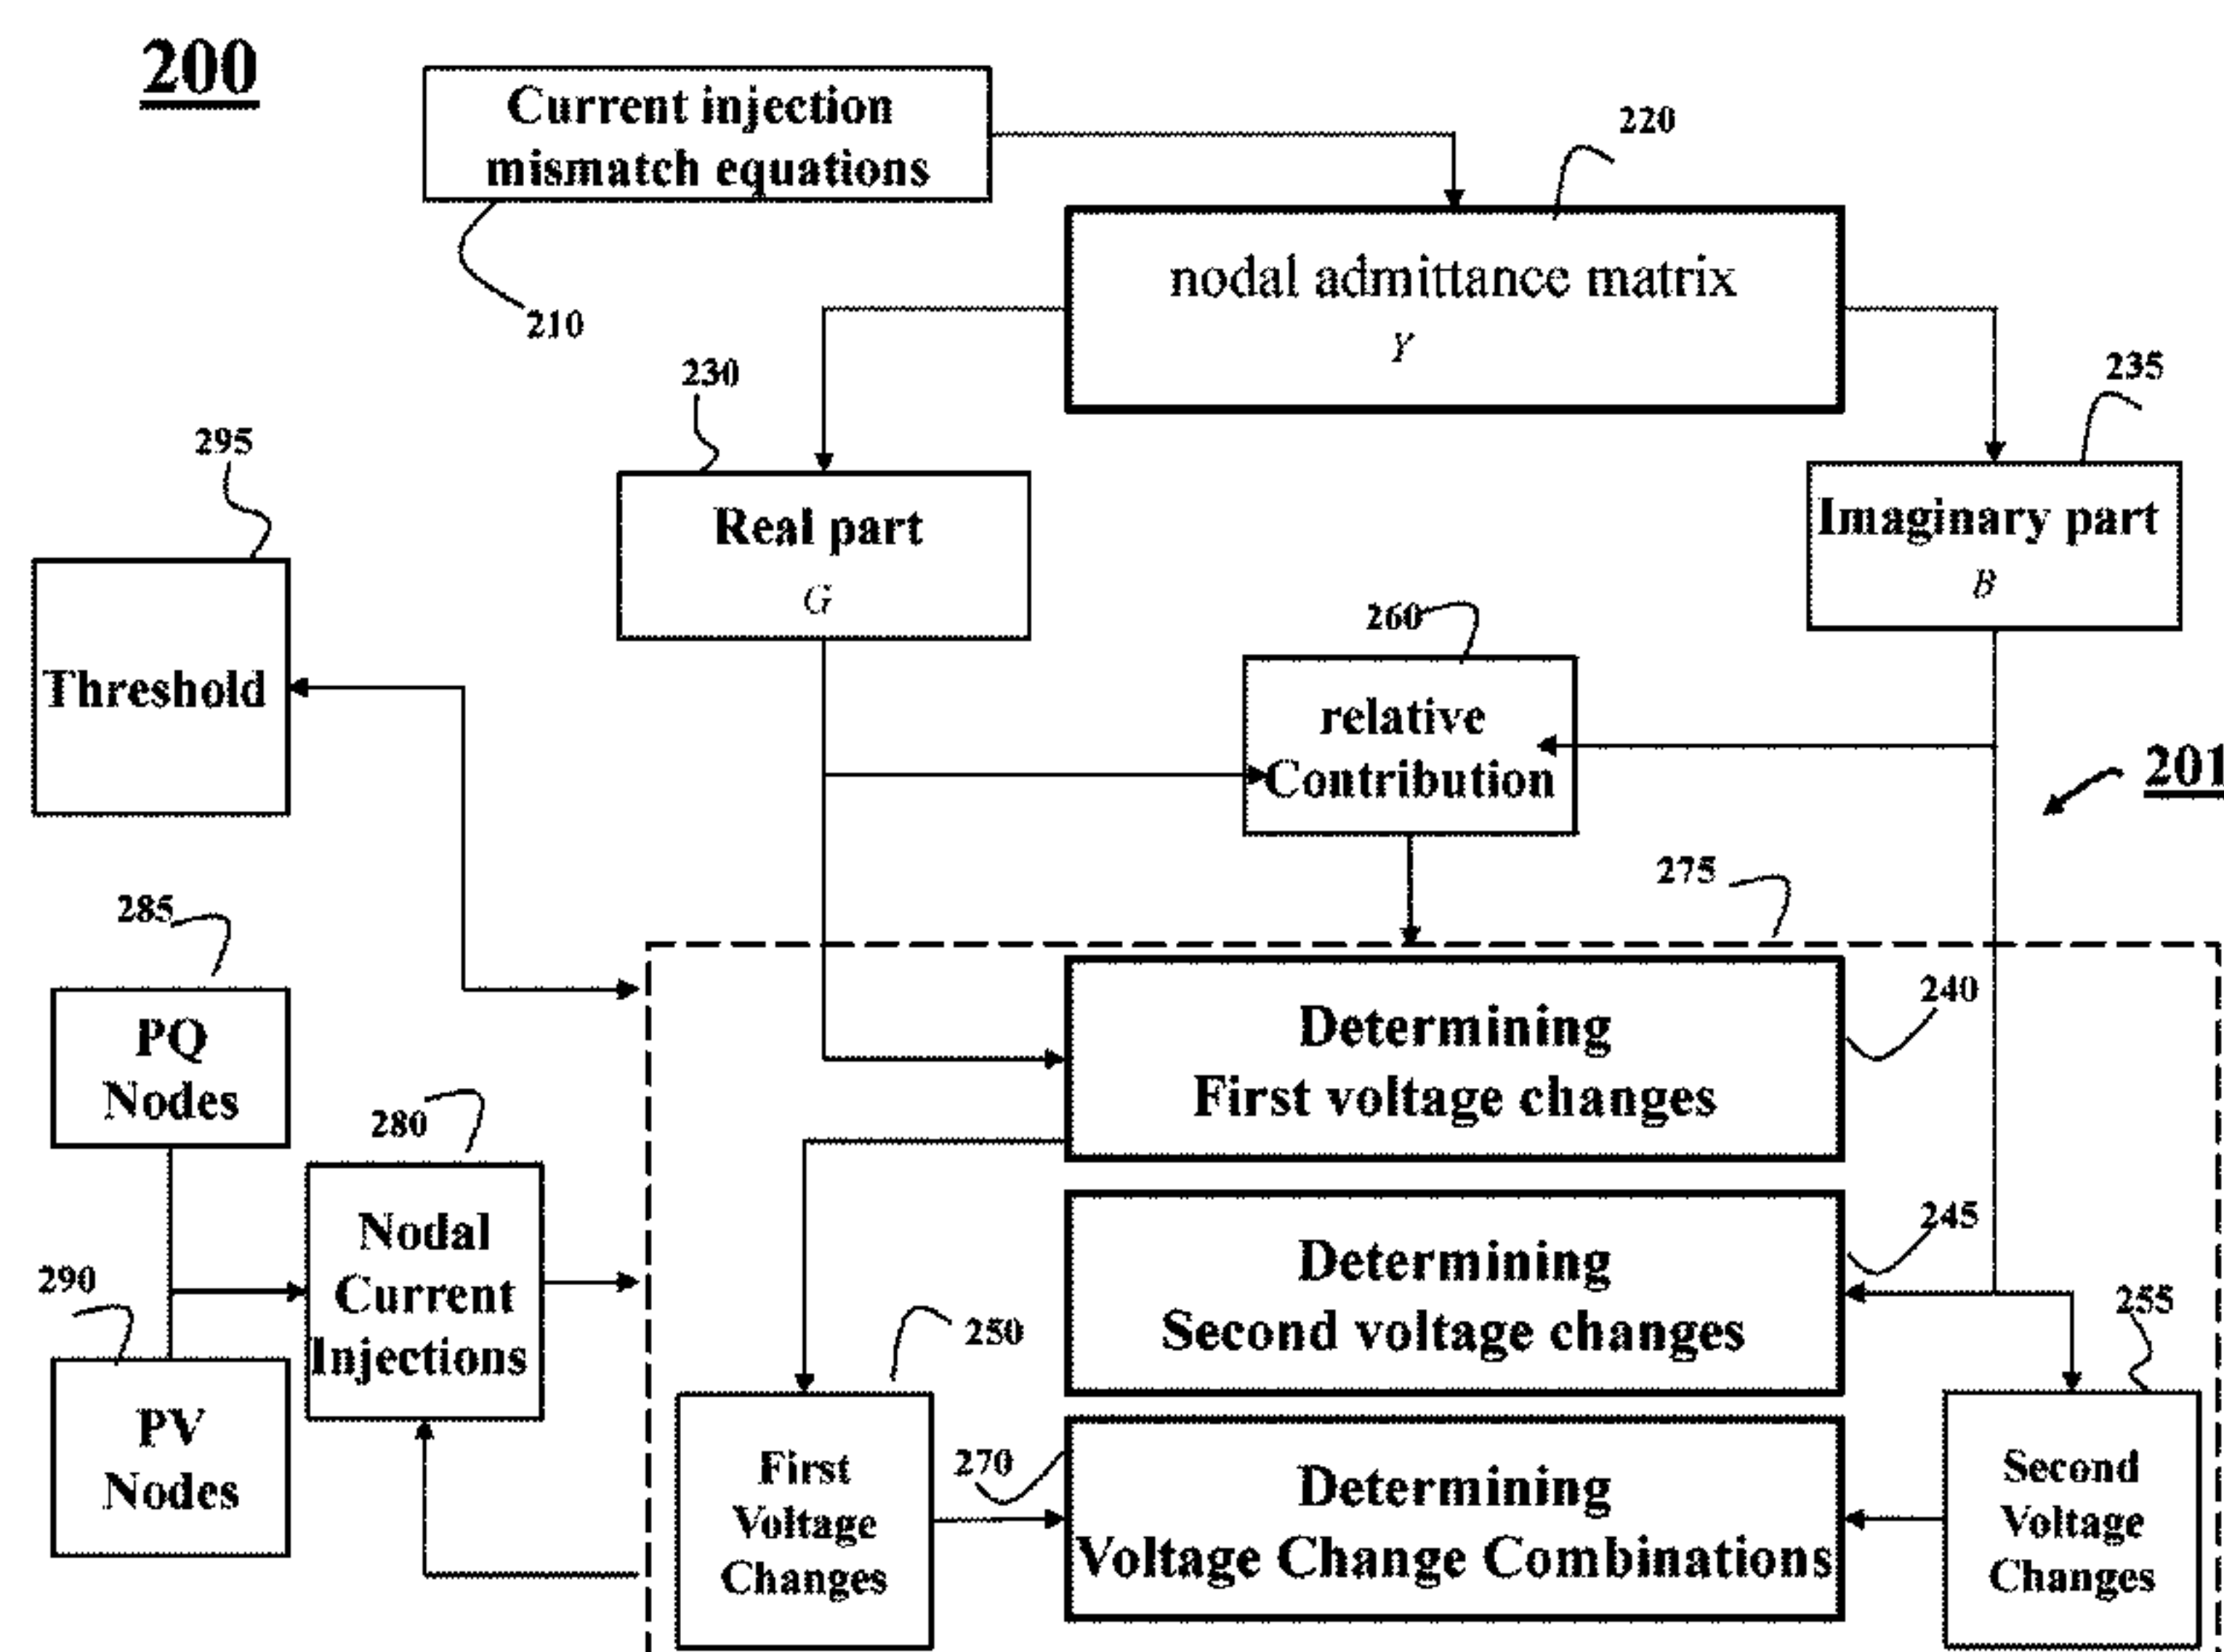 200
Current injection
mismatch equations
210
220
nodal admittance matrix
Y
230
235
295
Real part
G
Imaginary part
B
260
Threshold
relative
Contribution
201
275
285
PQ
Nodes
240
Determining
First voltage changes
280
Nodal
Current
Injections
245
Determining
Second voltage changes
290
PV
Nodes
250
255
First
Voltage
Changes
270
Determining
Voltage Change Combinations
Second
Voltage
Changes